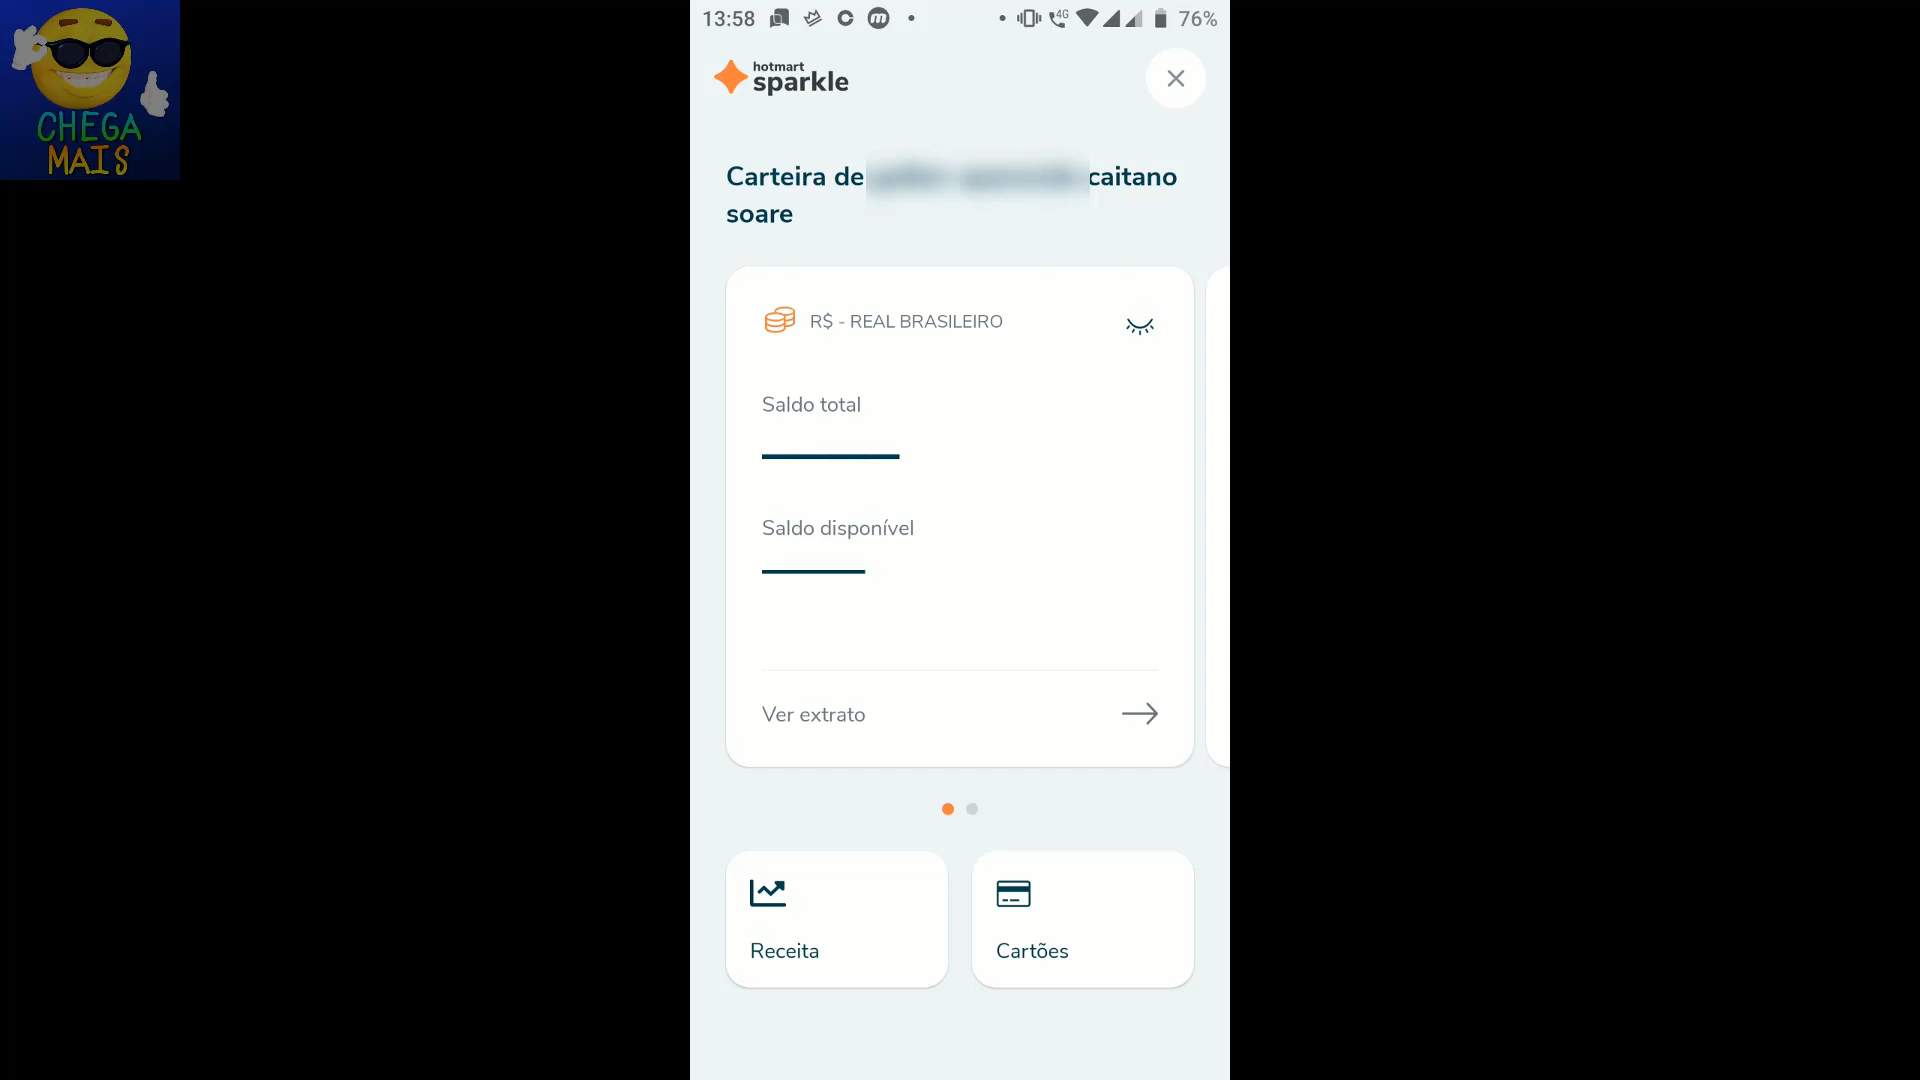 13:58
4G
76%
CHEGA
MAIS
hotmart
sparkle
Carteira de caitano
soare
R$ - REAL BRASILEIRO
Saldo total
Saldo disponível
Ver extrato
Receita
Cartões